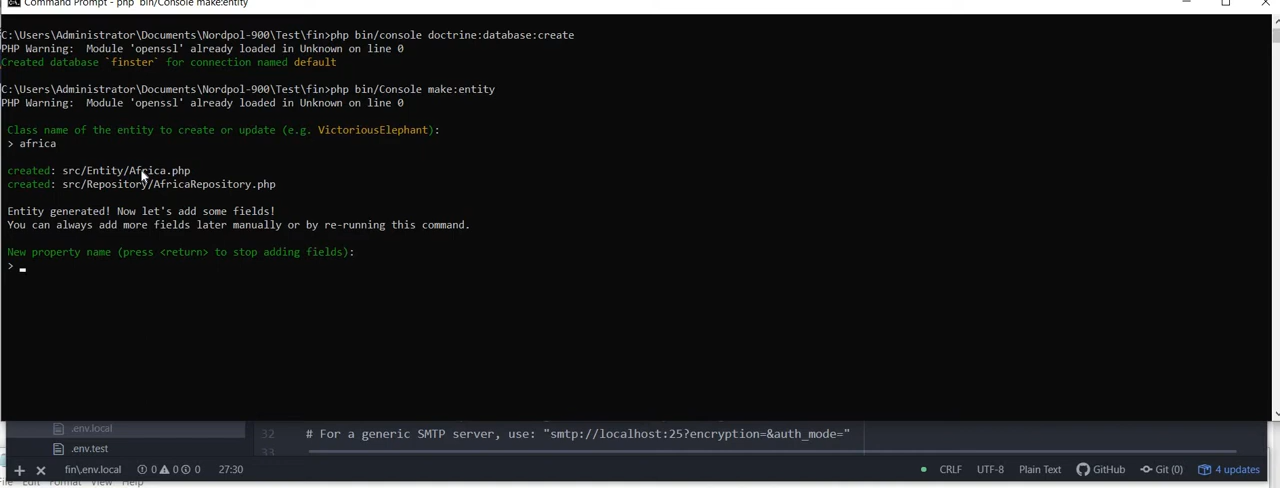 Command Prompt - php bin/Console make:entity
C:\Users\Administrator\Documents\Nordpol-900\Test\fin>php bin/console doctrine:database:create
PHP Warning:  Module 'openssl' already loaded in Unknown on line 0
Created database `finster` for connection named default
C:\Users\Administrator\Documents\Nordpol-900\Test\fin>php bin/Console make:entity
PHP Warning:  Module 'openssl' already loaded in Unknown on line 0
Class name of the entity to create or update (e.g. VictoriousElephant):
> africa
created: src/Entity/Africa.php
created: src/Repository/AfricaRepository.php
Entity generated! Now let's add some fields!
You can always add more fields later manually or by re-running this command.
New property name (press <return> to stop adding fields):
>
.env.local
32 # For a generic SMTP server, use: "smtp://localhost:25?encryption=&auth_mode="
.env.test
33
fin\.env.local 0 0 0 27:30 CRLF UTF-8 Plain Text GitHub Git (0) 4 updates
Edit Format View Help